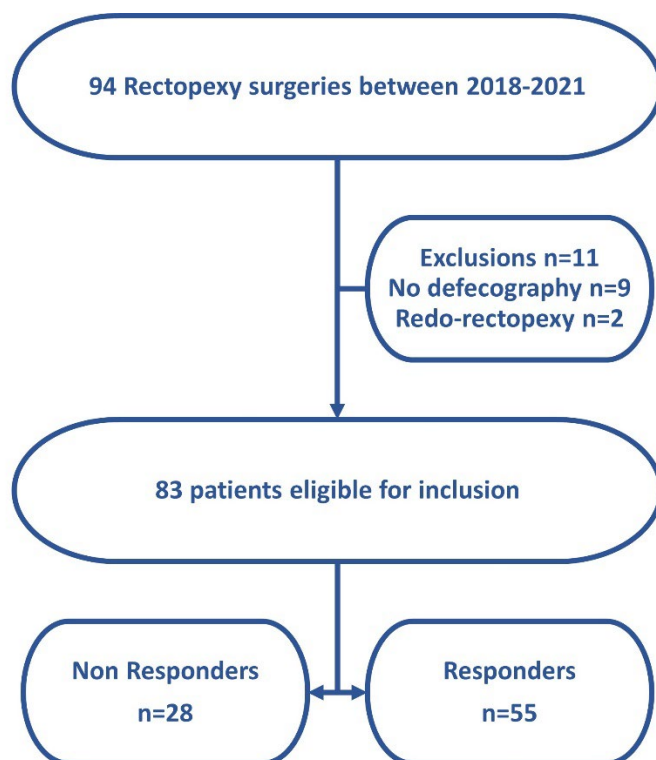 94 Rectopexy surgeries between 2018-2021
Exclusions n=11
No defecography n=9
Redo-rectopexy n=2
83 patients eligible for inclusion
Non Responders
n=28
Responders
n=55